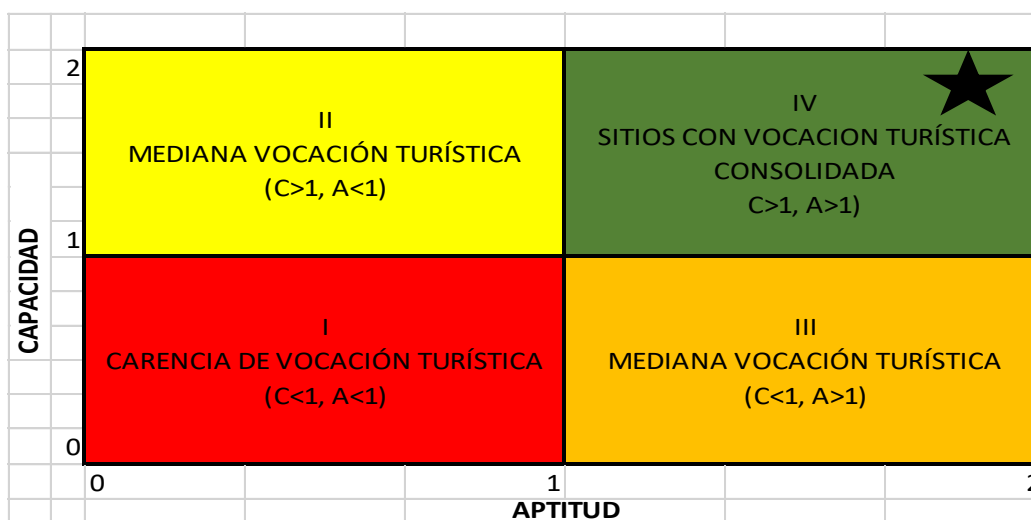 2
II
MEDIANA VOCACIÓN TURÍSTICA
(C>1, A<1)
IV
SITIOS CON VOCACION TURÍSTICA
CONSOLIDADA
C>1, A>1)
CAPACIDAD
1
I
CARENCIA DE VOCACIÓN TURÍSTICA
(C<1, A<1)
III
MEDIANA VOCACIÓN TURÍSTICA
(C<1, A>1)
0
0 1 2
APTITUD